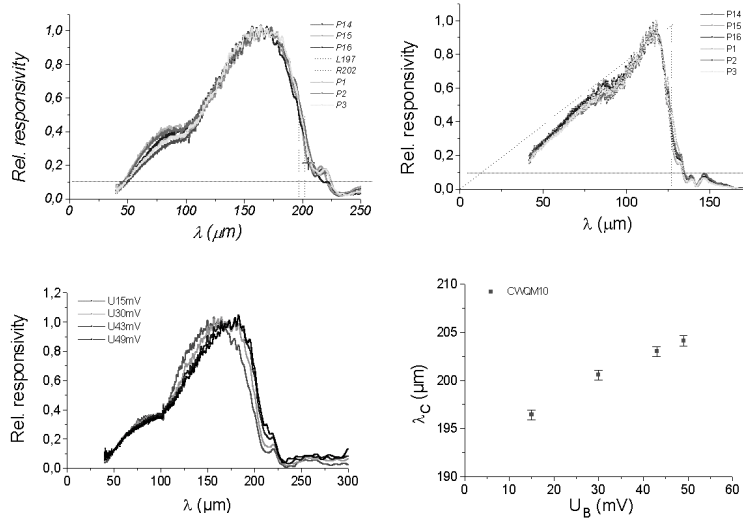 Rel. responsivity
1,0
0,8
0,6
0,4
0,2
0,0
0 50 100 150 200 250
λ (μm)
P14
P15
P16
L197
R202
P1
P2
P3
Rel. responsivity
1,0
0,8
0,6
0,4
0,2
0,0
50 100 150
λ (μm)
P14
P15
P16
P1
P2
P3
Rel. responsivity
1,2
1,0
0,8
0,6
0,4
0,2
0,0
0 50 100 150 200 250 300
λ (μm)
U15mV
U30mV
U43mV
U49mV
λC (μm)
210
205
200
195
190
0 10 20 30 40 50 60
UB (mV)
CWQM10